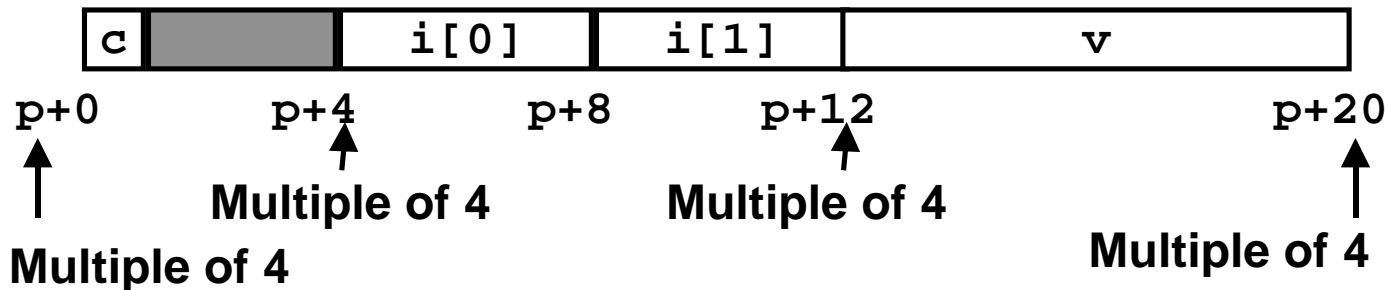 c i[0] i[1] v
p+0 p+4 p+8 p+12 p+20
Multiple of 4 Multiple of 4
Multiple of 4 Multiple of 4